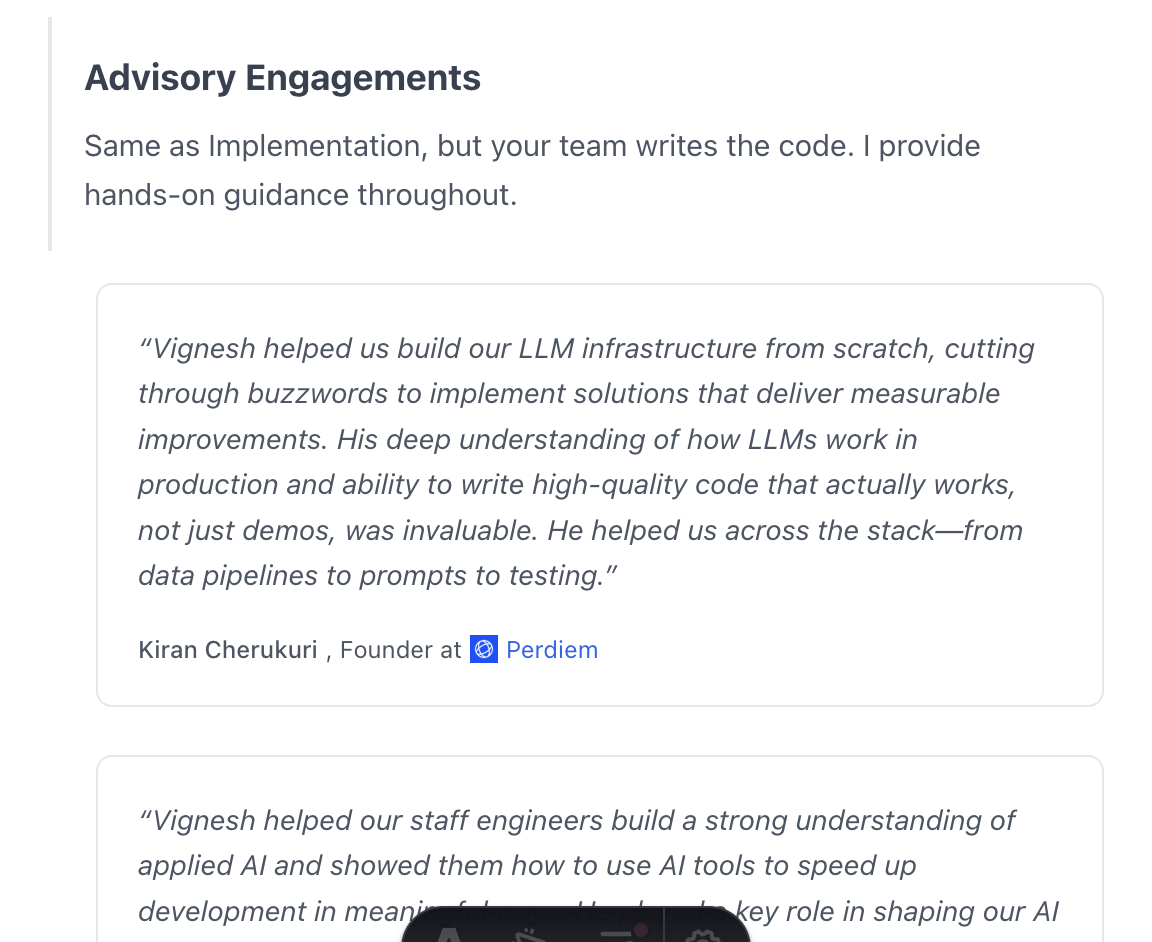 Advisory Engagements
Same as Implementation, but your team writes the code. I provide
hands-on guidance throughout.
“Vignesh helped us build our LLM infrastructure from scratch, cutting
through buzzwords to implement solutions that deliver measurable
improvements. His deep understanding of how LLMs work in
production and ability to write high-quality code that actually works,
not just demos, was invaluable. He helped us across the stack—from
data pipelines to prompts to testing.”
Kiran Cherukuri , Founder at Perdiem
“Vignesh helped our staff engineers build a strong understanding of
applied AI and showed them how to use AI tools to speed up
development in key role in shaping our AI